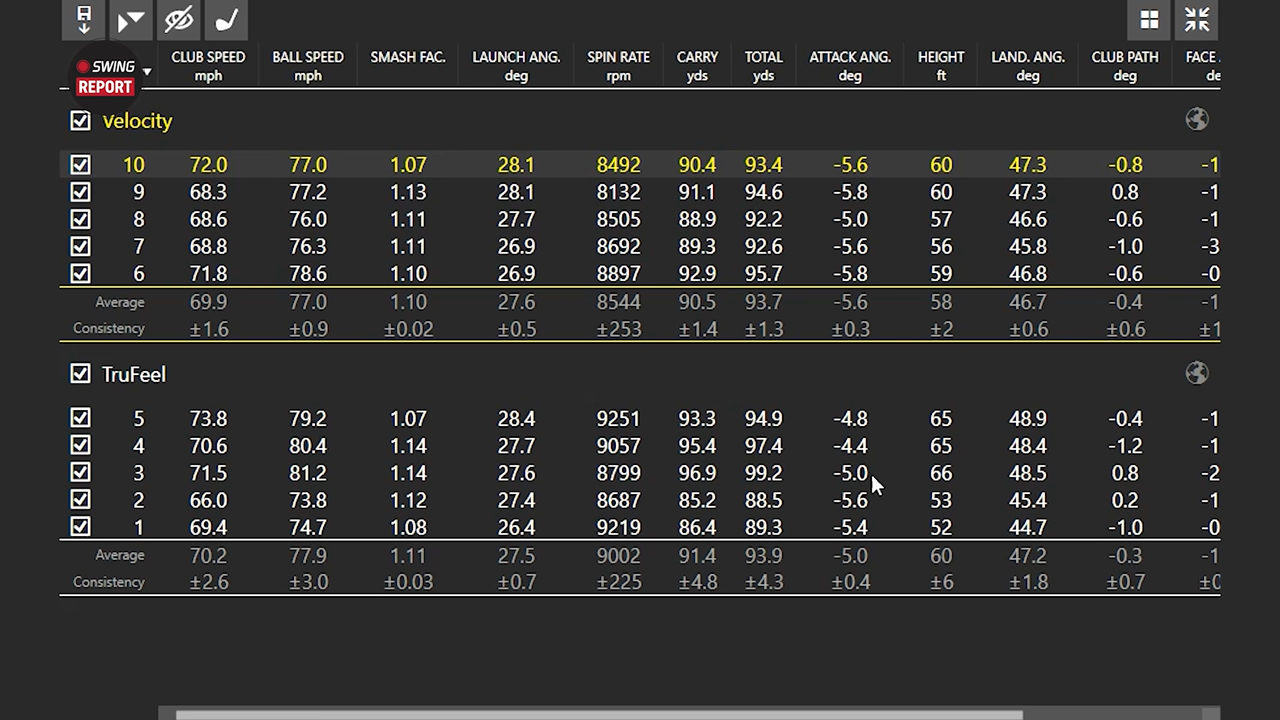 CLUB SPEED BALL SPEED SMASH FAC. LAUNCH ANG. SPIN RATE CARRY TOTAL ATTACK ANG. HEIGHT LAND. ANG. CLUB PATH FACE
mph mph deg rpm yds yds deg ft deg deg de
SWING
REPORT
Velocity
10 72.0 77.0 1.07 28.1 8492 90.4 93.4 -5.6 60 47.3 -0.8 -1
9 68.3 77.2 1.13 28.1 8132 91.1 94.6 -5.8 60 47.3 0.8 -1
8 68.6 76.0 1.11 27.7 8505 88.9 92.2 -5.0 57 46.6 -0.6 -1
7 68.8 76.3 1.11 26.9 8692 89.3 92.6 -5.6 56 45.8 -1.0 -3
6 71.8 78.6 1.10 26.9 8897 92.9 95.7 -5.8 59 46.8 -0.6 -0
Average 69.9 77.0 1.10 27.6 8544 90.5 93.7 -5.6 58 46.7 -0.4 -1
Consistency ±1.6 ±0.9 ±0.02 ±0.5 ±253 ±1.4 ±1.3 ±0.3 ±2 ±0.6 ±0.6 ±1
TruFeel
5 73.8 79.2 1.07 28.4 9251 93.3 94.9 -4.8 65 48.9 -0.4 -1
4 70.6 80.4 1.14 27.7 9057 95.4 97.4 -4.4 65 48.4 -1.2 -1
3 71.5 81.2 1.14 27.6 8799 96.9 99.2 -5.0 66 48.5 0.8 -2
2 66.0 73.8 1.12 27.4 8687 85.2 88.5 -5.6 53 45.4 0.2 -1
1 69.4 74.7 1.08 26.4 9219 86.4 89.3 -5.4 52 44.7 -1.0 -0
Average 70.2 77.9 1.11 27.5 9002 91.4 93.9 -5.0 60 47.2 -0.3 -1
Consistency ±2.6 ±3.0 ±0.03 ±0.7 ±225 ±4.8 ±4.3 ±0.4 ±6 ±1.8 ±0.7 ±0